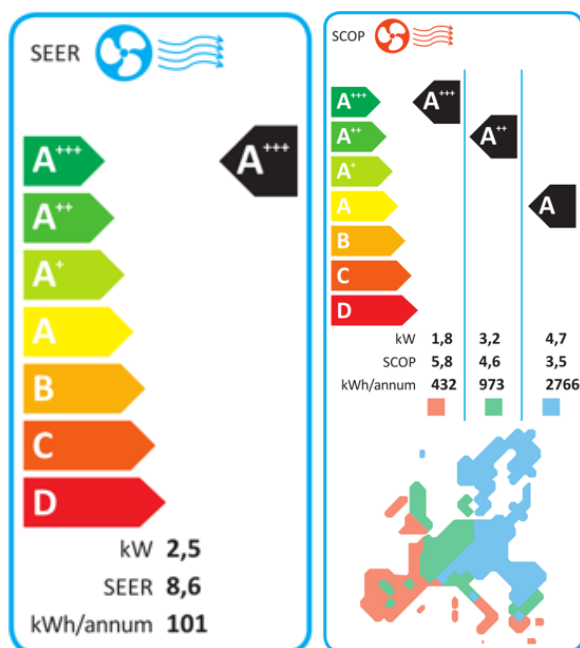 SEER
A+++ A+++
A++
A+
A
B
C
D
kW 2,5
SEER 8,6
kWh/annum 101
SCOP
A+++ A+++
A++ A++
A+
A A
B
C
D
kW 1,8 3,2 4,7
SCOP 5,8 4,6 3,5
kWh/annum 432 973 2766